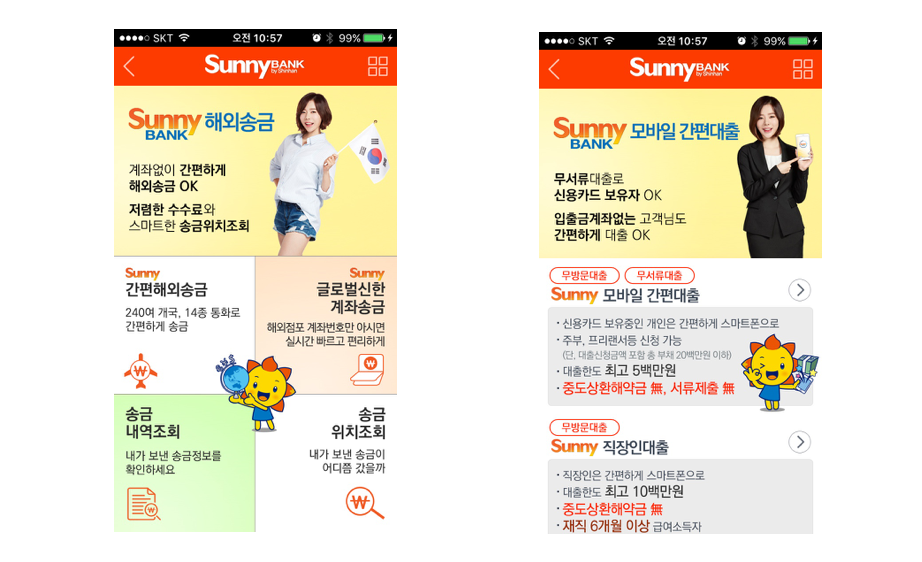 SKT 오전 10:57 99%
Sunny BANK
by Shinhan
Sunny BANK 해외송금
계좌없이 간편하게
해외송금 OK
저렴한 수수료와
스마트한 송금위치조회
Sunny
간편해외송금
240여 개국, 14종 통화로
간편하게 송금
Sunny
글로벌신한
계좌송금
해외점포 계좌번호만 아시면
실시간 빠르고 편리하게
송금
내역조회
내가 보낸 송금정보를
확인하세요
송금
위치조회
내가 보낸 송금이
어디쯤 갔을까
SKT 오전 10:57 99%
Sunny BANK
by Shinhan
Sunny BANK 모바일 간편대출
무서류대출로
신용카드 보유자 OK
입출금계좌없는 고객님도
간편하게 대출 OK
무방문대출 무서류대출
Sunny 모바일 간편대출
· 신용카드 보유중인 개인은 간편하게 스마트폰으로
· 주부, 프리랜서등 신청 가능
(단, 대출신청금액 포함 총 부채 20백만원 이하)
· 대출한도 최고 5백만원
· 중도상환해약금 無, 서류제출 無
무방문대출
Sunny 직장인대출
· 직장인은 간편하게 스마트폰으로
· 대출한도 최고 10백만원
· 중도상환해약금 無
· 재직 6개월 이상 급여소득자